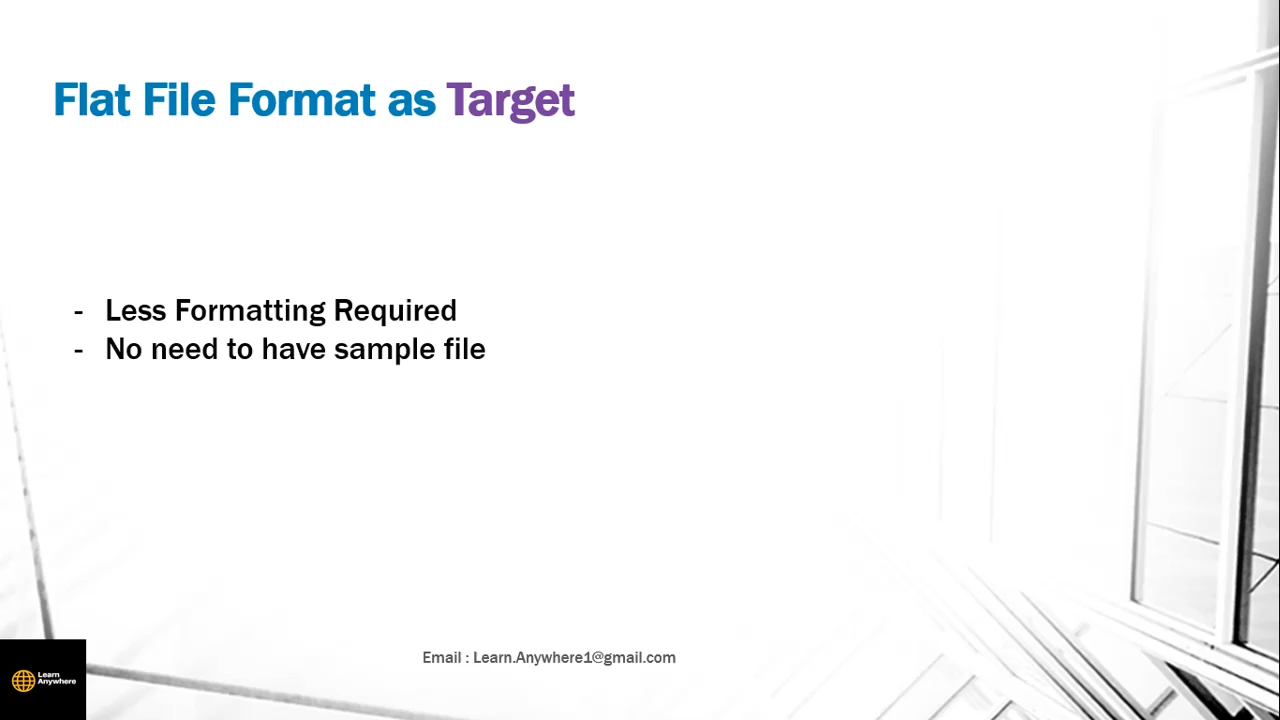 Flat File Format as Target
- Less Formatting Required
- No need to have sample file
Email : Learn.Anywhere1@gmail.com
Learn
Anywhere